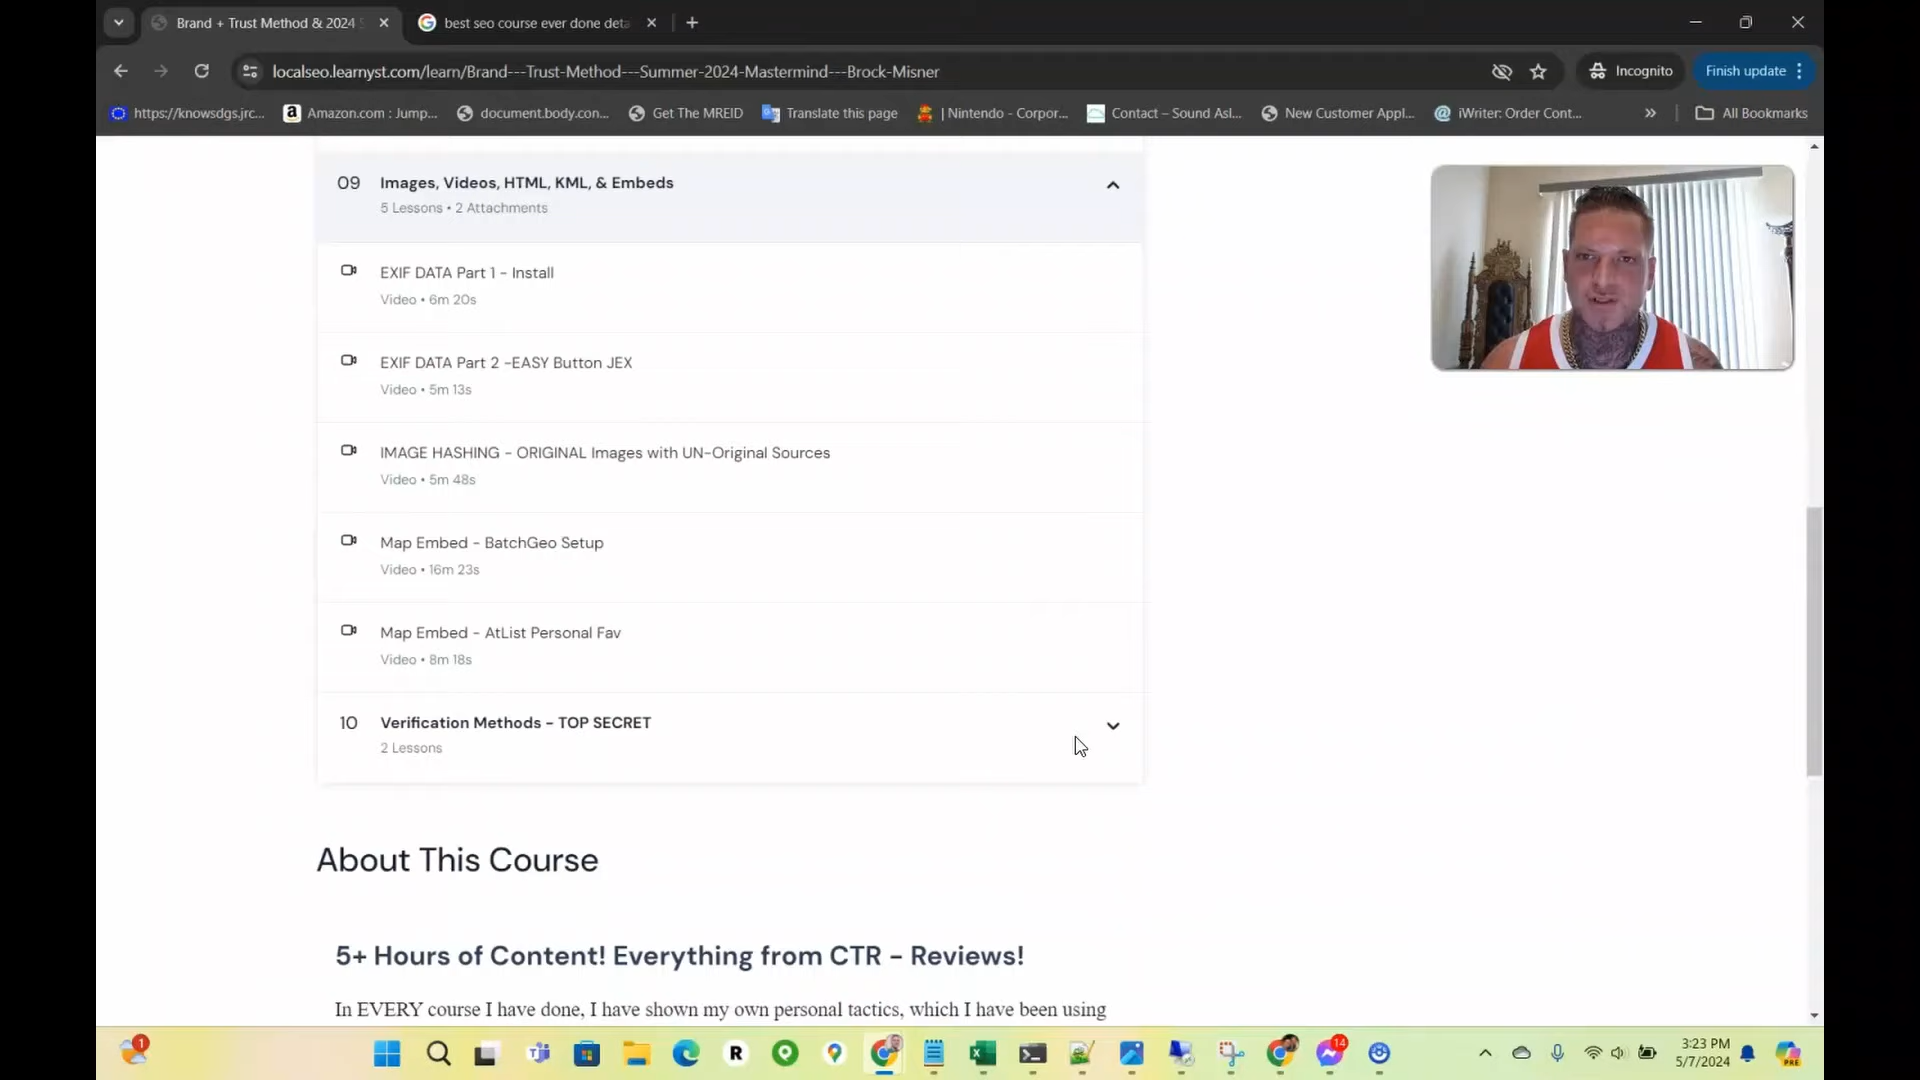 Brand + Trust Method & 2024
best seo course ever done deta
localseo.learnyst.com/learn/Brand---Trust-Method---Summer-2024-Mastermind---Brock-Misner
Incognito
Finish update
https://knowsdgs.jrc...
Amazon.com : Jump...
document.body.con...
Get The MREID
Translate this page
| Nintendo - Corpor...
Contact – Sound Asl...
New Customer Appl...
iWriter: Order Cont...
All Bookmarks
09 Images, Videos, HTML, KML, & Embeds
5 Lessons • 2 Attachments
EXIF DATA Part 1 - Install
Video • 6m 20s
EXIF DATA Part 2 -EASY Button JEX
Video • 5m 13s
IMAGE HASHING - ORIGINAL Images with UN-Original Sources
Video • 5m 48s
Map Embed - BatchGeo Setup
Video • 16m 23s
Map Embed - AtList Personal Fav
Video • 8m 18s
10 Verification Methods - TOP SECRET
2 Lessons
About This Course
5+ Hours of Content! Everything from CTR - Reviews!
In EVERY course I have done, I have shown my own personal tactics, which I have been using
1
R
14
3:23 PM
5/7/2024
PRE